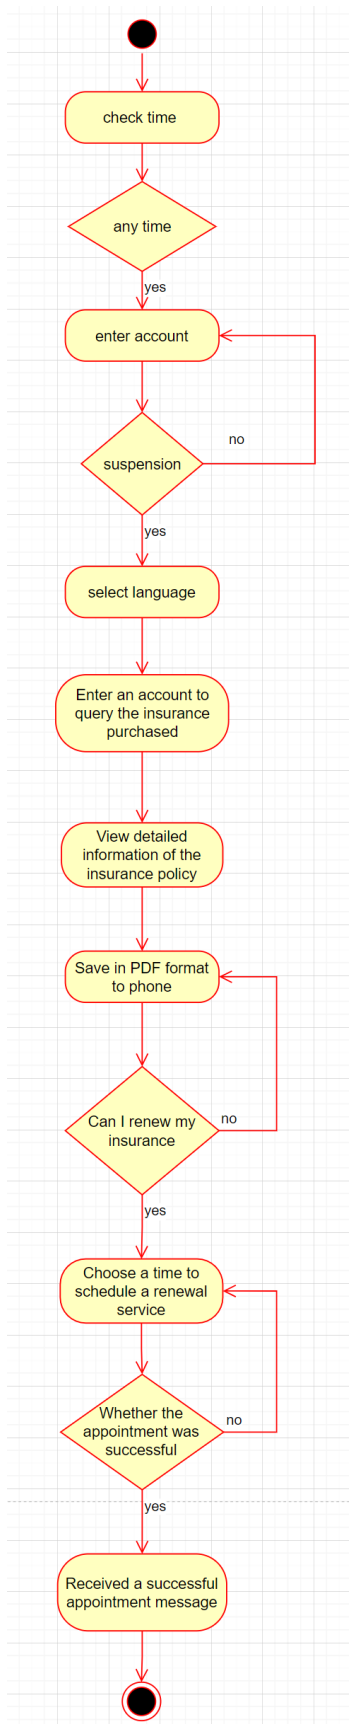 check time
any time
yes
enter account
no
suspension
yes
select language
Enter an account to
query the insurance
purchased
View detailed
information of the
insurance policy
Save in PDF format
to phone
Can I renew my
insurance
no
yes
Choose a time to
schedule a renewal
service
Whether the
appointment was
successful
no
yes
Received a successful
appointment message